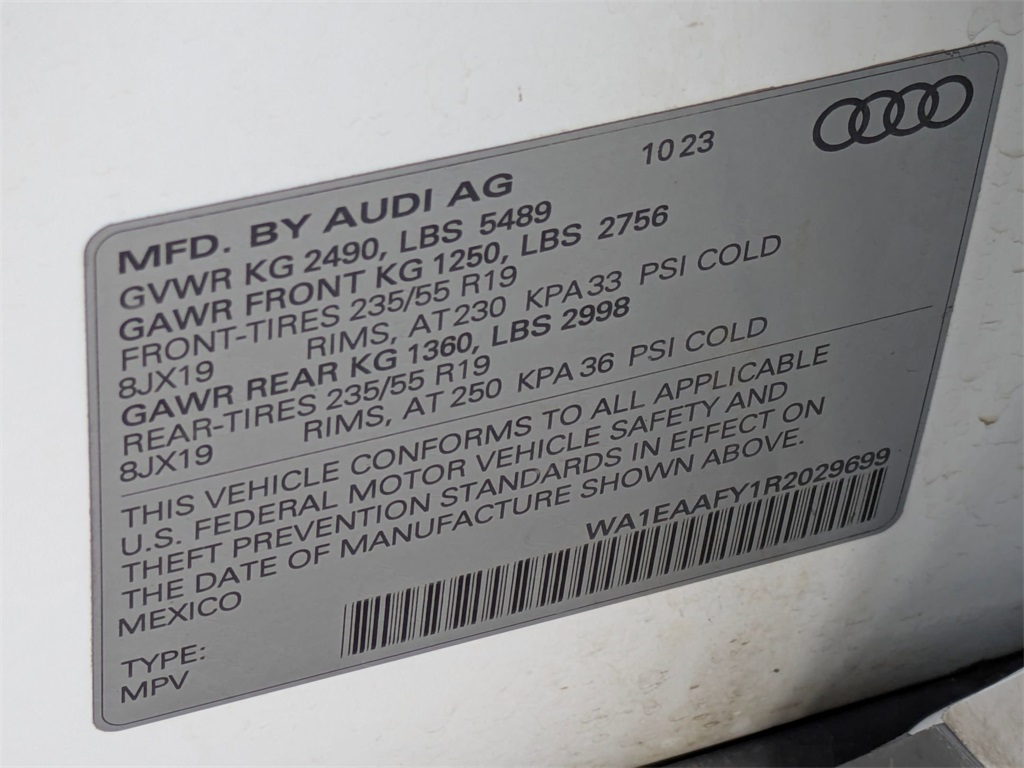 10 23
MFD. BY AUDI AG
GVWR KG 2490, LBS 5489
GAWR FRONT KG 1250, LBS 2756
FRONT-TIRES 235/55 R19
8JX19 RIMS, AT 230 KPA 33 PSI COLD
GAWR REAR KG 1360, LBS 2998
REAR-TIRES 235/55 R19
8JX19 RIMS, AT 250 KPA 36 PSI COLD
THIS VEHICLE CONFORMS TO ALL APPLICABLE
U.S. FEDERAL MOTOR VEHICLE SAFETY AND
THEFT PREVENTION STANDARDS IN EFFECT ON
THE DATE OF MANUFACTURE SHOWN ABOVE.
MEXICO
WA1EAAFY1R2029699
TYPE:
MPV